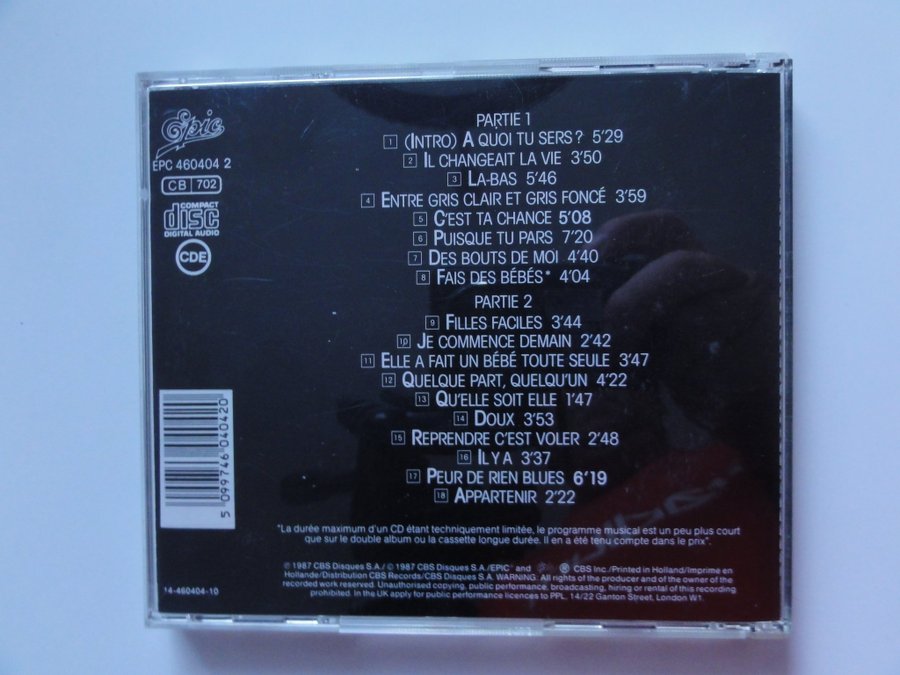 Epic
EPC 460404 2
CB 702
COMPACT
disc
DIGITAL AUDIO
CDE
PARTIE 1
1 (INTRO) A QUOI TU SERS? 5'29
2 IL CHANGEAIT LA VIE 3'50
3 LA-BAS 5'46
4 ENTRE GRIS CLAIR ET GRIS FONCÉ 3'59
5 C'EST TA CHANCE 5'08
6 PUISQUE TU PARS 7'20
7 DES BOUTS DE MOI 4'40
8 FAIS DES BÉBÉS* 4'04
PARTIE 2
9 FILLES FACILES 3'44
10 JE COMMENCE DEMAIN 2'42
11 ELLE A FAIT UN BÉBÉ TOUTE SEULE 3'47
12 QUELQUE PART, QUELQU'UN 4'22
13 QU'ELLE SOIT ELLE 1'47
14 DOUX 3'53
15 REPRENDRE C'EST VOLER 2'48
16 IL Y A 3'37
17 PEUR DE RIEN BLUES 6'19
18 APPARTENIR 2'22
5 099746 040420
"La durée maximum d'un CD étant techniquement limitée, le programme musical est un peu plus court
que sur le double album ou la cassette longue durée. Il en a été tenu compte dans le prix".
℗ 1987 CBS Disques S.A./ © 1987 CBS Disques S.A./EPIC" and ® CBS Inc./Printed in Holland/Imprimé en
Hollande/Distribution CBS Records/CBS Disques S.A. WARNING. All rights of the producer and of the owner of the
recorded work reserved. Unauthorised copying, public performance, broadcasting, hiring or rental of this recording
prohibited. In the UK apply for public performance licences to PPL, 14/22 Ganton Street, London W1.
14-460404-10